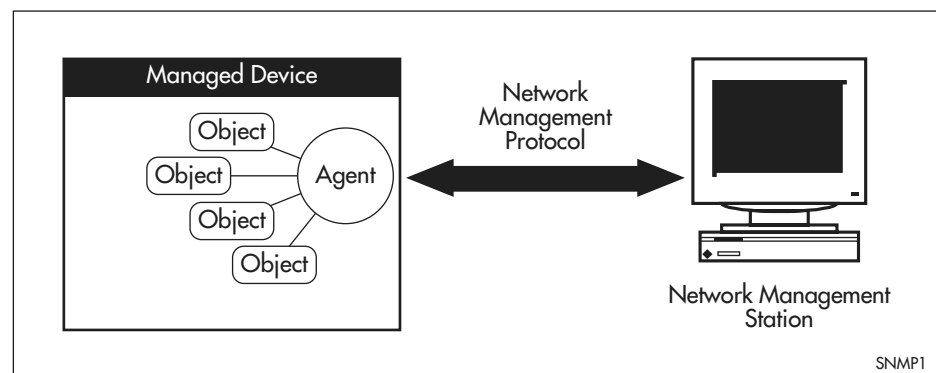 Managed Device
Object
Object
Object
Object
Agent
Network
Management
Protocol
Network Management
Station
SNMP1